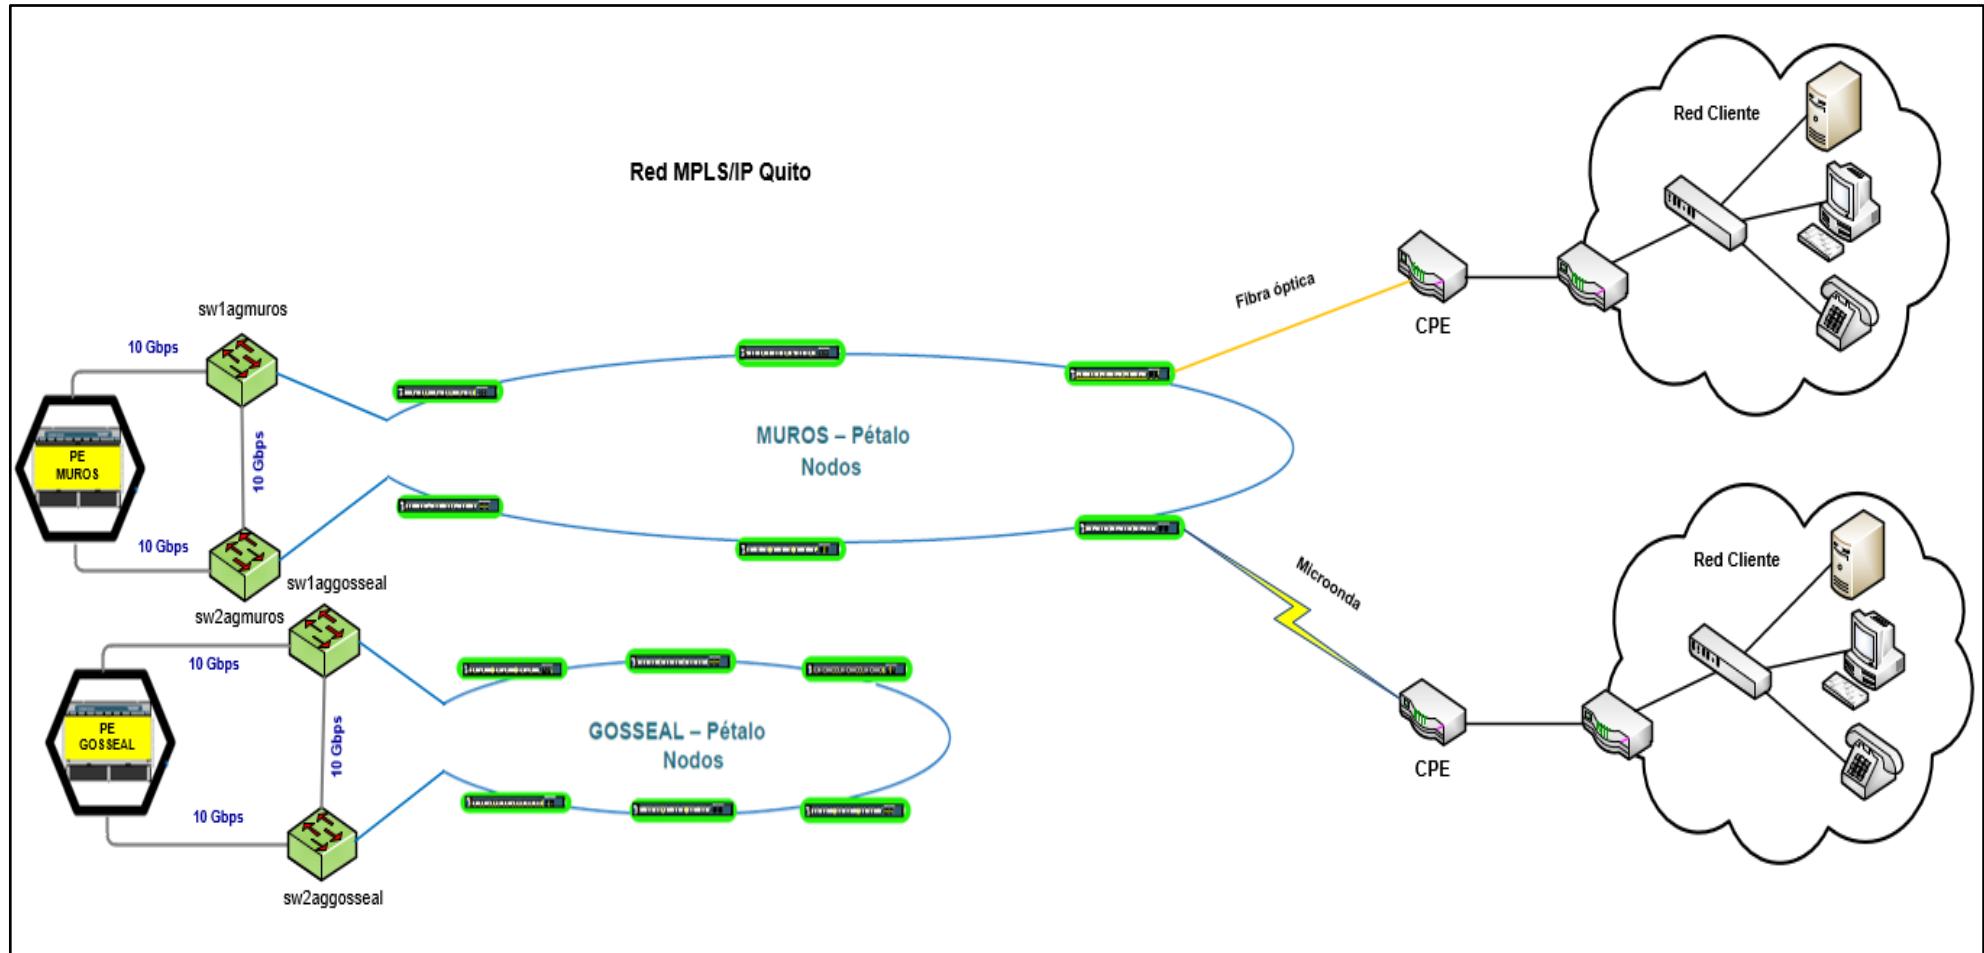 Red MPLS/IP Quito
Red Cliente
Fibra óptica
CPE
sw1agmuros
10 Gbps
10 Gbps
PE
MUROS
10 Gbps
sw2agmuros
MUROS – Pétalo
Nodos
Microonda
Red Cliente
CPE
sw1aggosseal
10 Gbps
10 Gbps
PE
GOSSEAL
10 Gbps
sw2aggosseal
GOSSEAL – Pétalo
Nodos